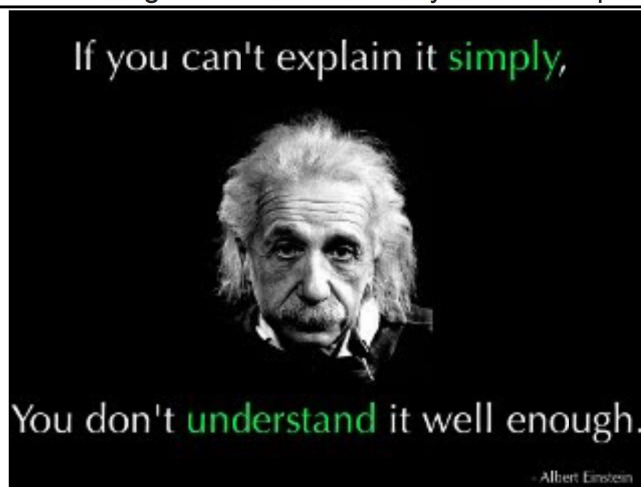 If you can't explain it simply,
You don't understand it well enough.
- Albert Einstein